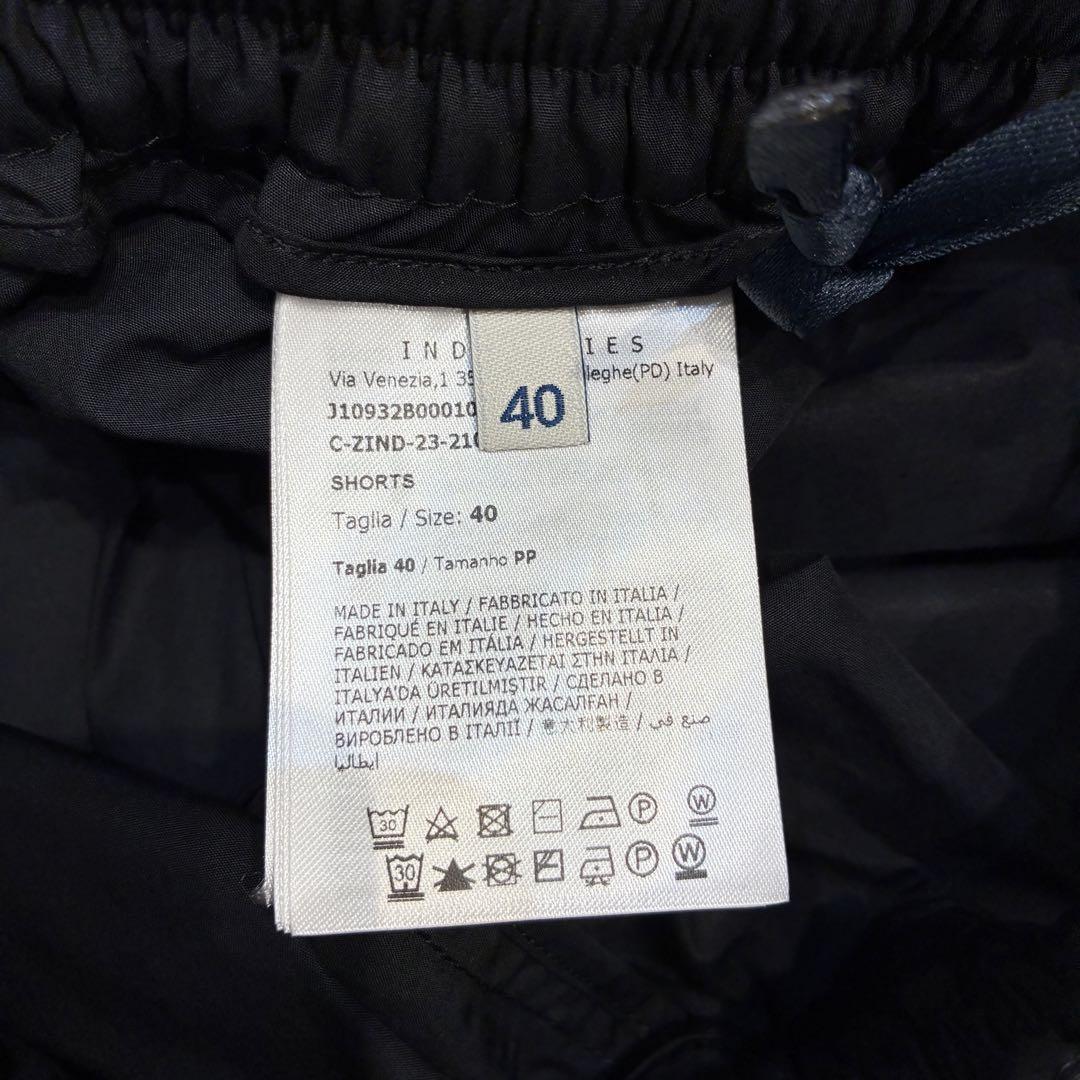 I N D I E S
Via Venezia,1 35 leghe(PD) Italy
J10932B00010
C-ZIND-23-210
40
SHORTS
Taglia / Size: 40
Taglia 40 / Tamanho PP
MADE IN ITALY / FABBRICATO IN ITALIA /
FABRIQUÉ EN ITALIE / HECHO EN ITALIA /
FABRICADO EM ITÁLIA / HERGESTELLT IN
ITALIEN / ΚΑΤΑΣΚΕΥΑΖΕΤΑΙ ΣΤΗΝ ΙΤΑΛΙΑ /
ITALYA'DA ÜRETILMIŞTIR / СДЕЛАНО В
ИТАЛИИ / ИТАЛИЯДА ЖАСАЛҒАН /
ВИРОБЛЕНО В ІТАЛІЇ / 意大利製造 / صنع في
ايطاليا
30 P W
30 P W